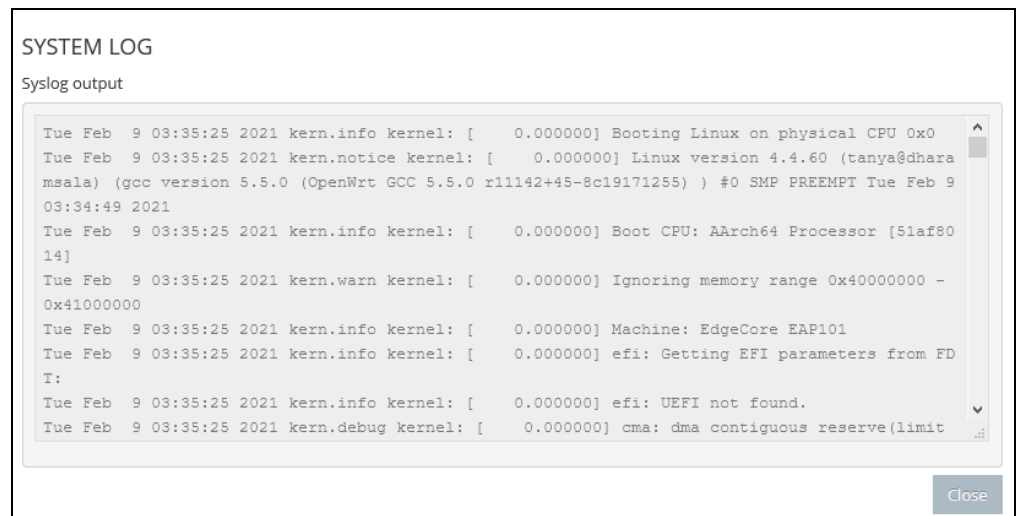 SYSTEM LOG
Syslog output
Tue Feb  9 03:35:25 2021 kern.info kernel: [    0.000000] Booting Linux on physical CPU 0x0
Tue Feb  9 03:35:25 2021 kern.notice kernel: [    0.000000] Linux version 4.4.60 (tanya@dhara
msala) (gcc version 5.5.0 (OpenWrt GCC 5.5.0 r11142+45-8c19171255) ) #0 SMP PREEMPT Tue Feb 9
03:34:49 2021
Tue Feb  9 03:35:25 2021 kern.info kernel: [    0.000000] Boot CPU: AArch64 Processor [51af80
14]
Tue Feb  9 03:35:25 2021 kern.warn kernel: [    0.000000] Ignoring memory range 0x40000000 -
0x41000000
Tue Feb  9 03:35:25 2021 kern.info kernel: [    0.000000] Machine: EdgeCore EAP101
Tue Feb  9 03:35:25 2021 kern.info kernel: [    0.000000] efi: Getting EFI parameters from FD
T:
Tue Feb  9 03:35:25 2021 kern.info kernel: [    0.000000] efi: UEFI not found.
Tue Feb  9 03:35:25 2021 kern.debug kernel: [    0.000000] cma: dma contiguous reserve(limit
Close